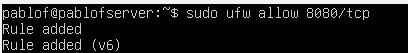 pablof@pablofserver:~$ sudo ufw allow 8080/tcp
Rule added
Rule added (v6)